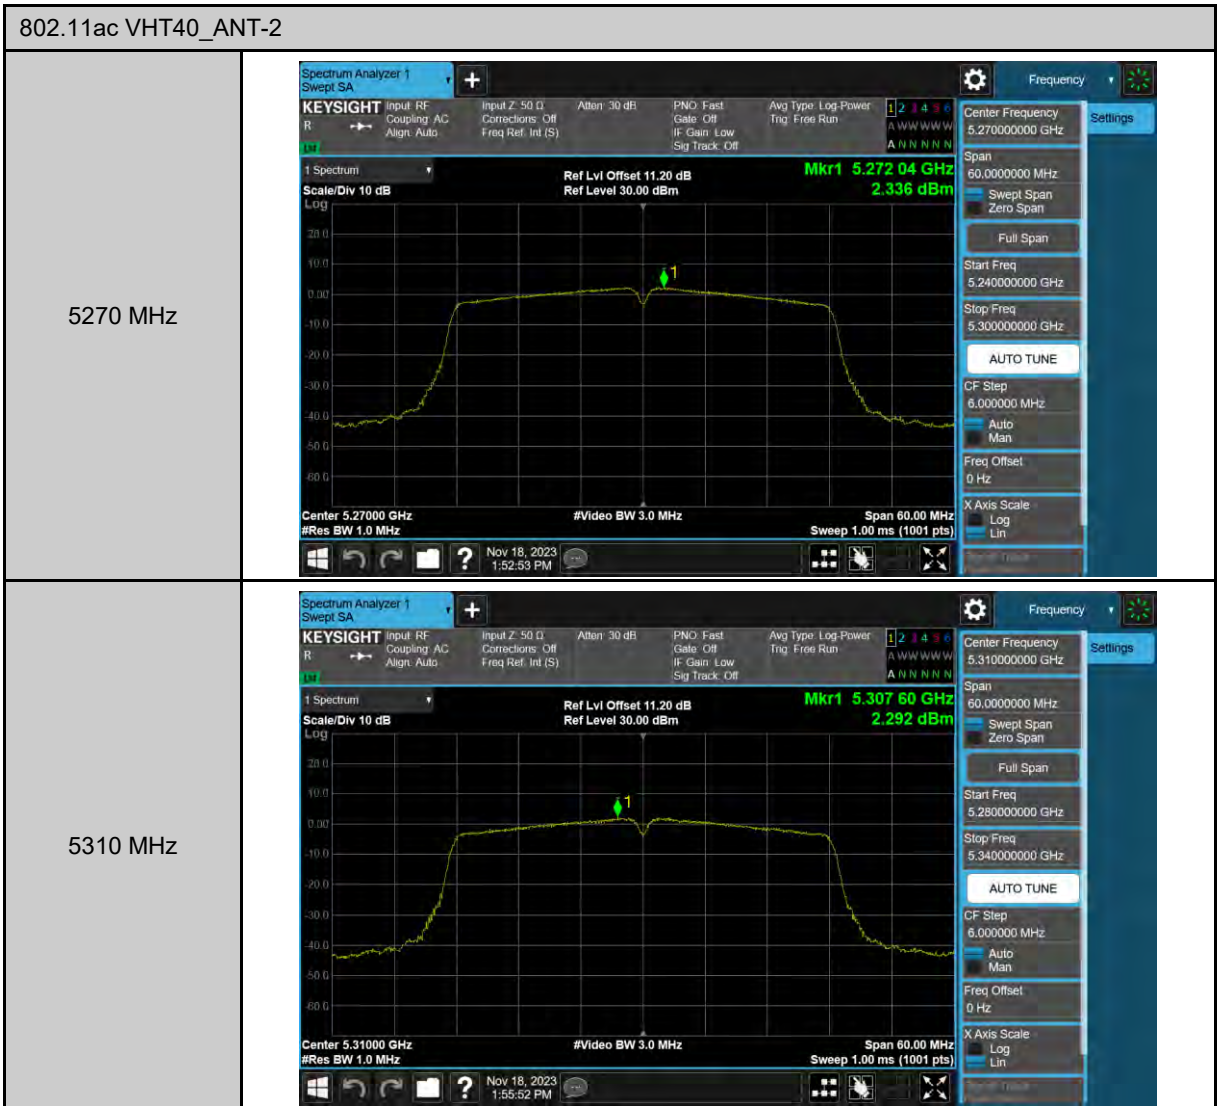 802.11ac VHT40_ANT-2
5270 MHz
Spectrum Analyzer 1
Swept SA
Frequency
KEYSIGHT
R
Input: RF
Coupling: AC
Align: Auto
Input Z: 50 Ω
Corrections: Off
Freq Ref: Int (S)
Atten: 30 dB
PNO: Fast
Gate: Off
IF Gain: Low
Sig Track: Off
Avg Type: Log-Power
Trig: Free Run
1 2 3 4 5 6
A W W W W W
A N N N N N
Settings
Center Frequency
5.270000000 GHz
Span
60.0000000 MHz
Swept Span
Zero Span
Full Span
Start Freq
5.240000000 GHz
Stop Freq
5.300000000 GHz
AUTO TUNE
CF Step
6.000000 MHz
Auto
Man
Freq Offset
0 Hz
X Axis Scale
Log
Lin
1 Spectrum
Scale/Div 10 dB
Log
Ref Lvl Offset 11.20 dB
Ref Level 30.00 dBm
Mkr1 5.272 04 GHz
2.336 dBm
20.0
10.0
0.00
-10.0
-20.0
-30.0
-40.0
-50.0
-60.0
1
Center 5.27000 GHz
#Res BW 1.0 MHz
#Video BW 3.0 MHz
Span 60.00 MHz
Sweep 1.00 ms (1001 pts)
?
Nov 18, 2023
1:52:53 PM
5310 MHz
Spectrum Analyzer 1
Swept SA
Frequency
KEYSIGHT
R
Input: RF
Coupling: AC
Align: Auto
Input Z: 50 Ω
Corrections: Off
Freq Ref: Int (S)
Atten: 30 dB
PNO: Fast
Gate: Off
IF Gain: Low
Sig Track: Off
Avg Type: Log-Power
Trig: Free Run
1 2 3 4 5 6
A W W W W W
A N N N N N
Settings
Center Frequency
5.310000000 GHz
Span
60.0000000 MHz
Swept Span
Zero Span
Full Span
Start Freq
5.280000000 GHz
Stop Freq
5.340000000 GHz
AUTO TUNE
CF Step
6.000000 MHz
Auto
Man
Freq Offset
0 Hz
X Axis Scale
Log
Lin
1 Spectrum
Scale/Div 10 dB
Log
Ref Lvl Offset 11.20 dB
Ref Level 30.00 dBm
Mkr1 5.307 60 GHz
2.292 dBm
20.0
10.0
0.00
-10.0
-20.0
-30.0
-40.0
-50.0
-60.0
1
Center 5.31000 GHz
#Res BW 1.0 MHz
#Video BW 3.0 MHz
Span 60.00 MHz
Sweep 1.00 ms (1001 pts)
?
Nov 18, 2023
1:55:52 PM